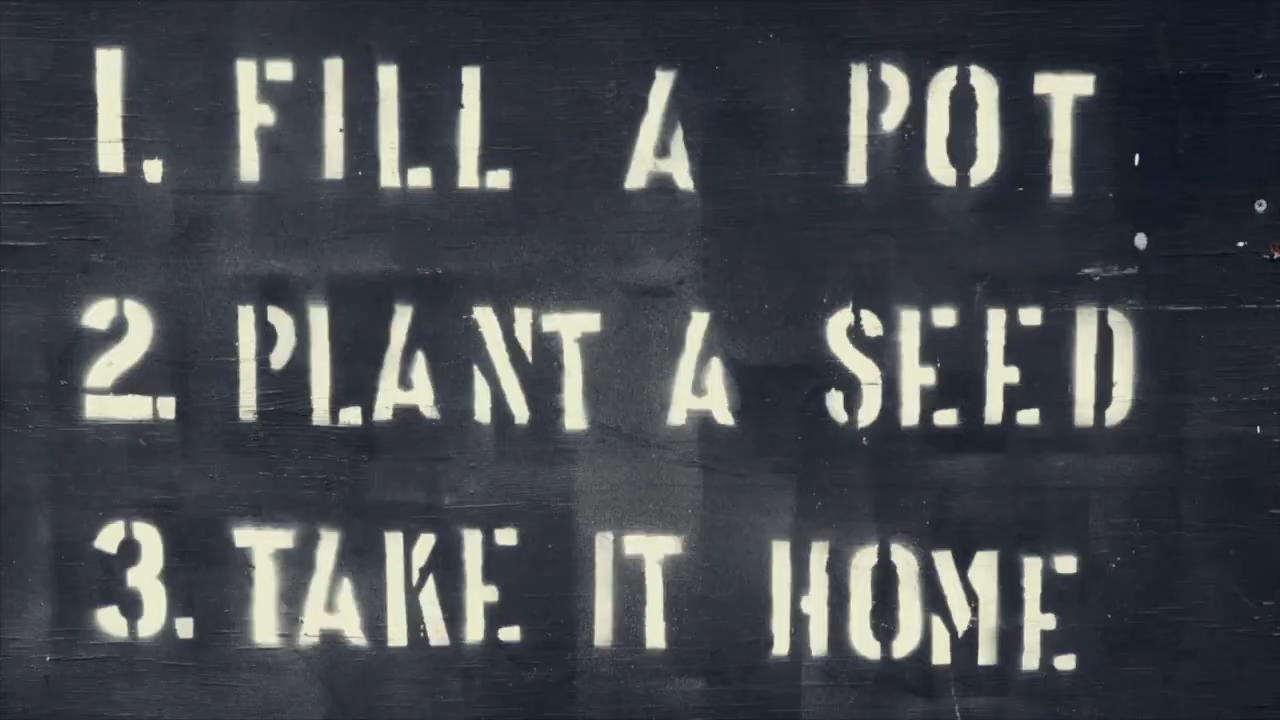 1. FILL A POT
2. PLANT A SEED
3. TAKE IT HOME